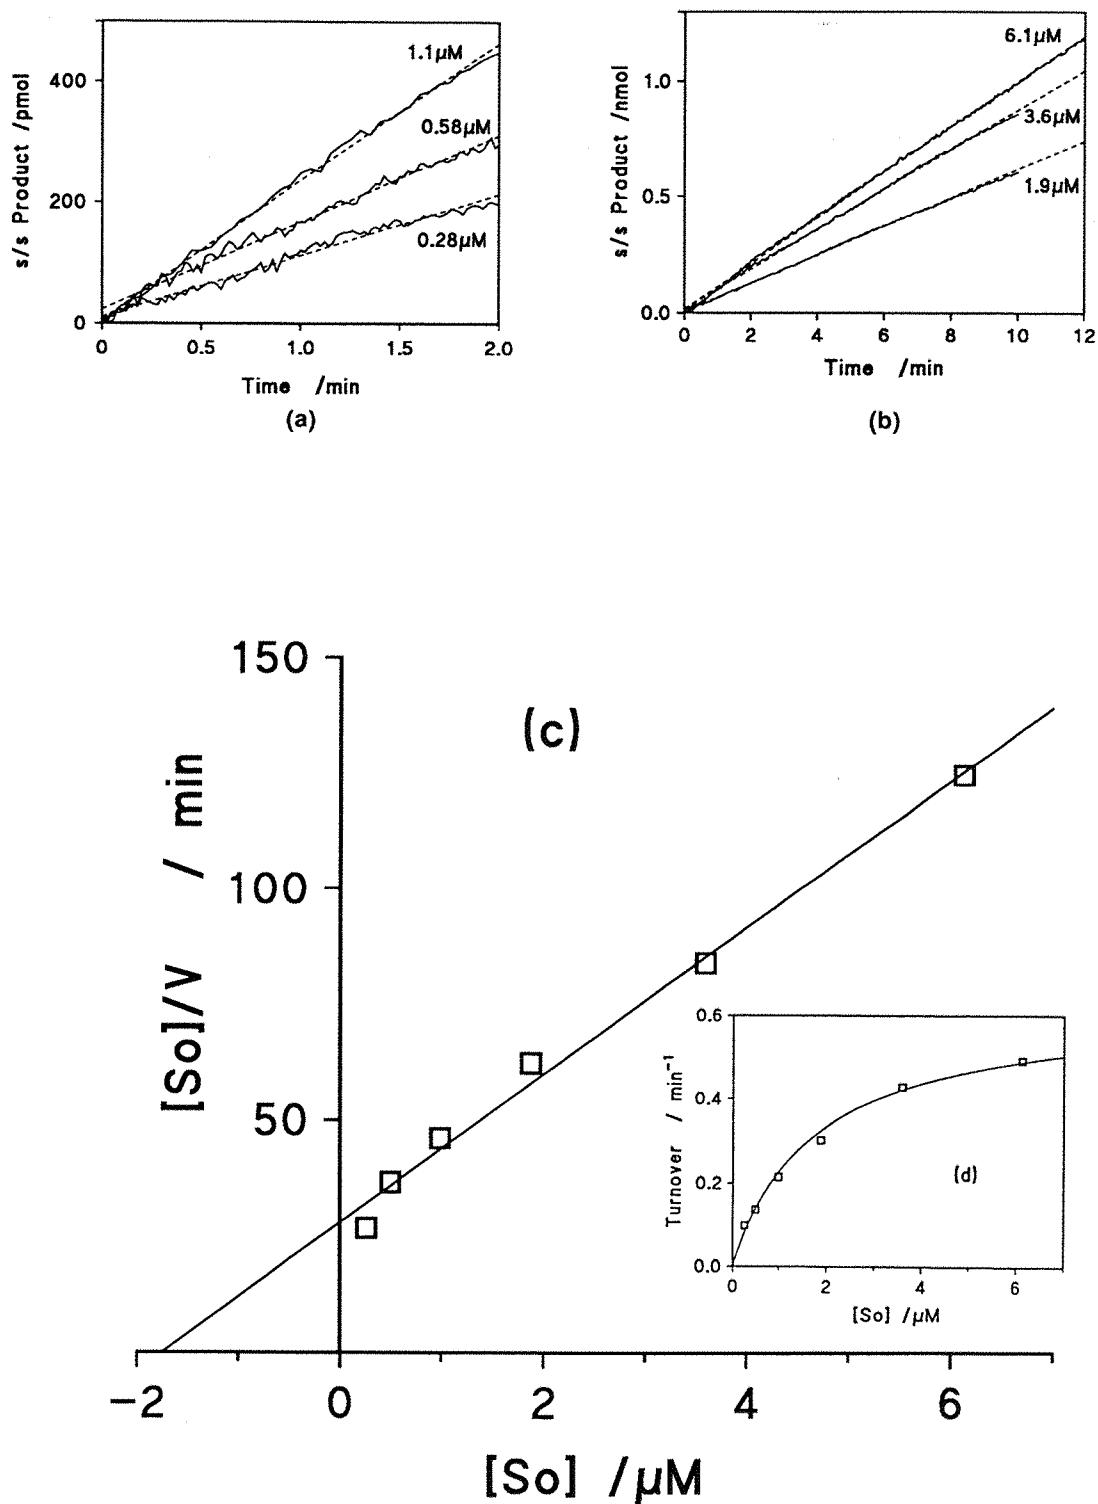 s/s Product /pmol
400
200
0
1.1µM
0.58µM
0.28µM
0 0.5 1.0 1.5 2.0
Time /min
(a)
s/s Product /nmol
1.0
0.5
0.0
6.1µM
3.6µM
1.9µM
0 2 4 6 8 10 12
Time /min
(b)
(c)
[So]/V / min
150
100
50
-2 0 2 4 6
[So] /µM
Turnover / min⁻¹
0.6
0.4
0.2
0.0
(d)
0 2 4 6
[So] /µM